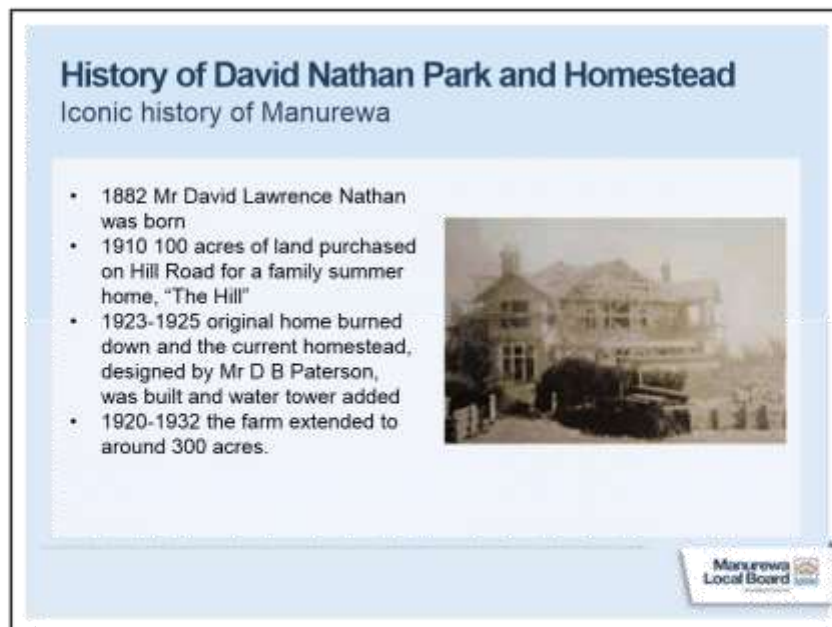 History of David Nathan Park and Homestead
Iconic history of Manurewa
• 1882 Mr David Lawrence Nathan
was born
• 1910 100 acres of land purchased
on Hill Road for a family summer
home, “The Hill”
• 1923-1925 original home burned
down and the current homestead,
designed by Mr D B Paterson,
was built and water tower added
• 1920-1932 the farm extended to
around 300 acres.
Manurewa
Local Board